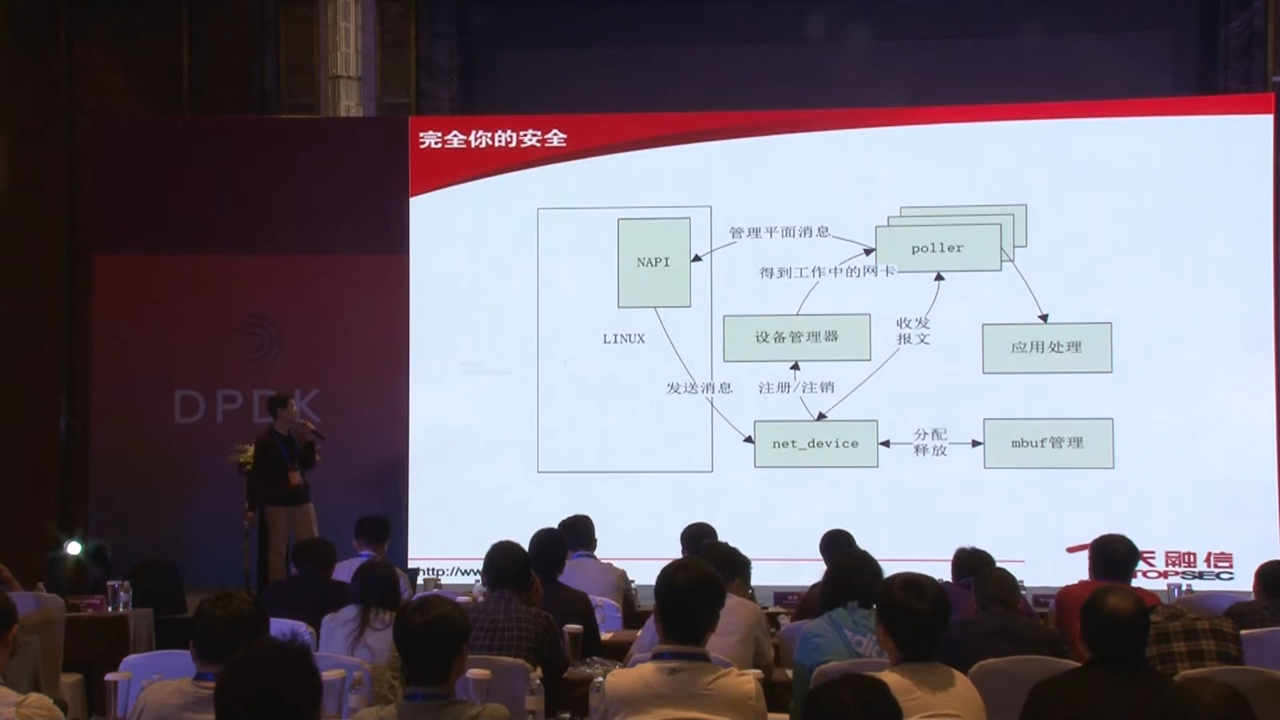 完全你的安全
管理平面消息
poller
NAPI
得到工作中的网卡
LINUX
设备管理器
收发
报文
应用处理
发送消息
注册/注销
net_device
分配
释放
mbuf管理
DPDK
http://
天融信
TOPSEC
adidas